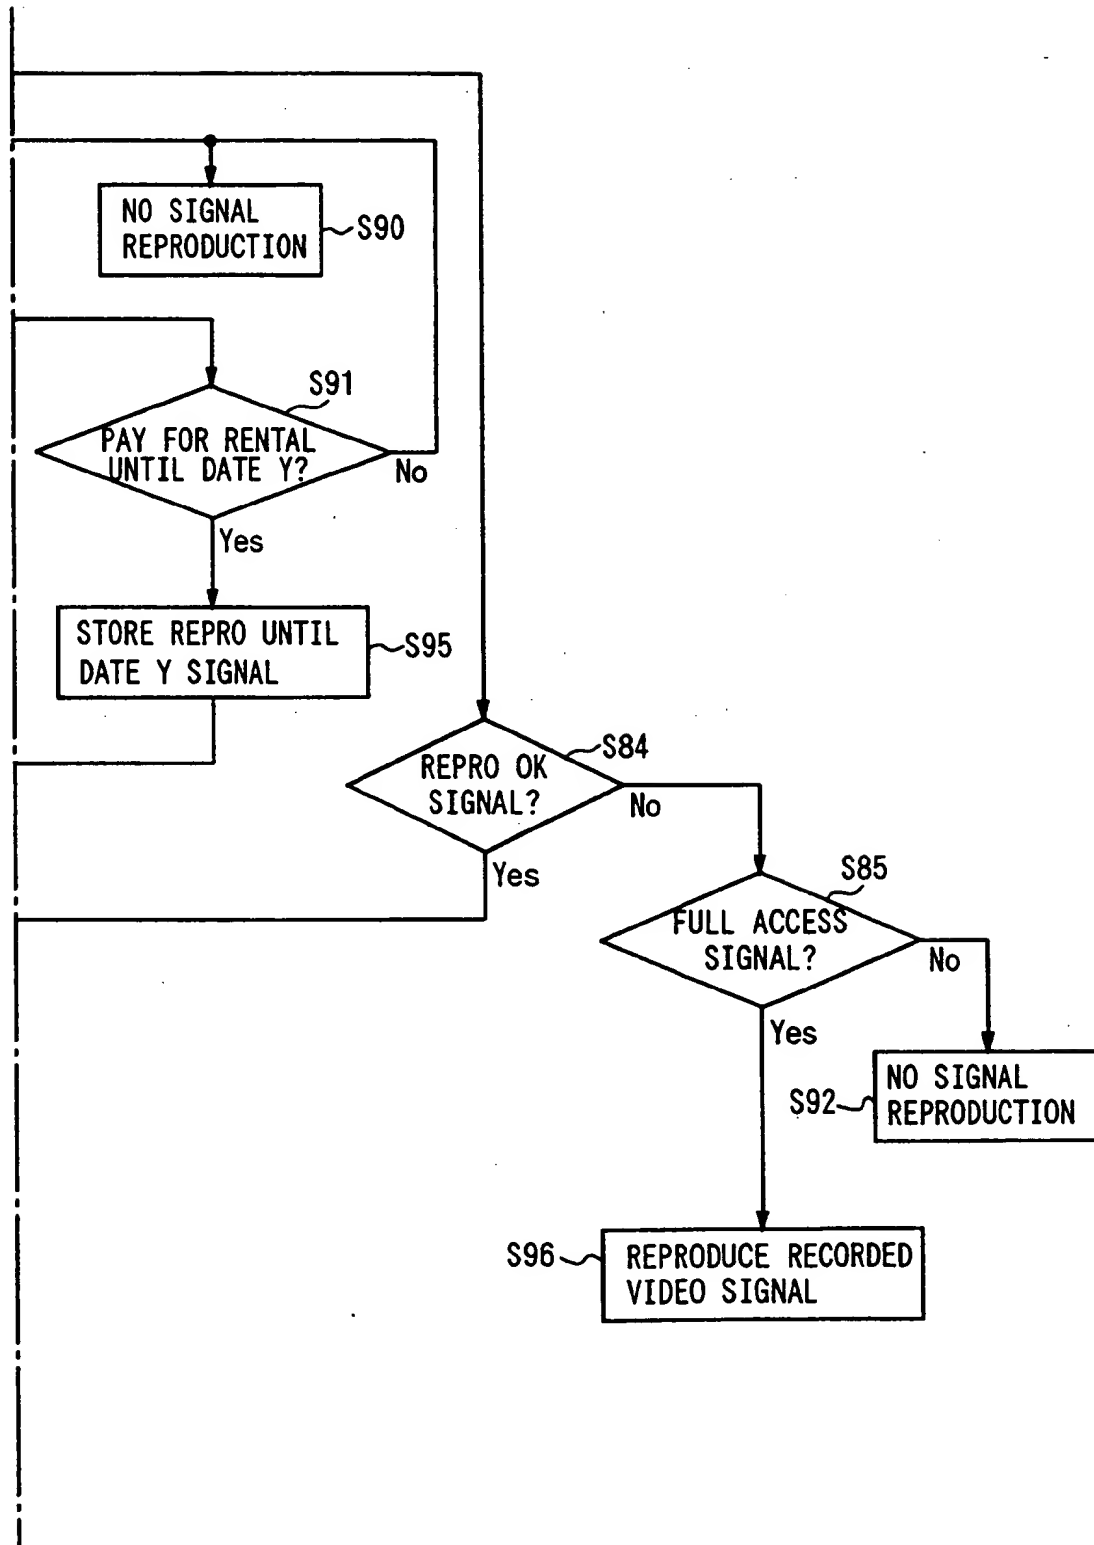 NO SIGNAL
REPRODUCTION
S90
S91
PAY FOR RENTAL
UNTIL DATE Y?
No
Yes
STORE REPRO UNTIL
DATE Y SIGNAL
S95
S84
REPRO OK
SIGNAL?
No
Yes
S85
FULL ACCESS
SIGNAL?
No
Yes
NO SIGNAL
REPRODUCTION
S92
S96
REPRODUCE RECORDED
VIDEO SIGNAL